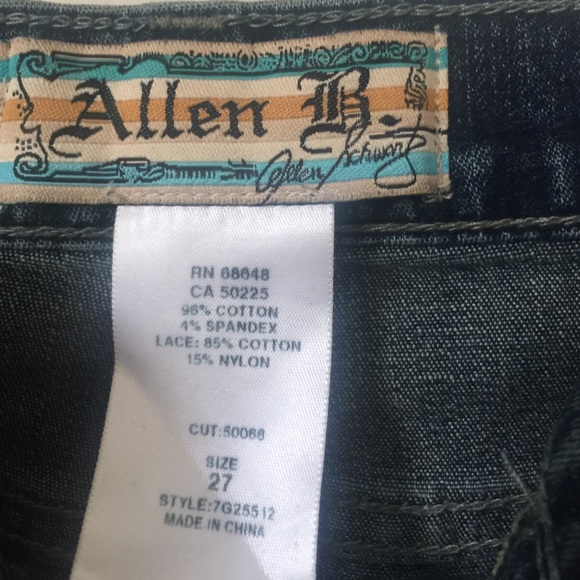 Allen B.
Allen Schwartz
RN 68648
CA 50225
96% COTTON
4% SPANDEX
LACE: 85% COTTON
15% NYLON
CUT:50068
SIZE
27
STYLE:7G25512
MADE IN CHINA